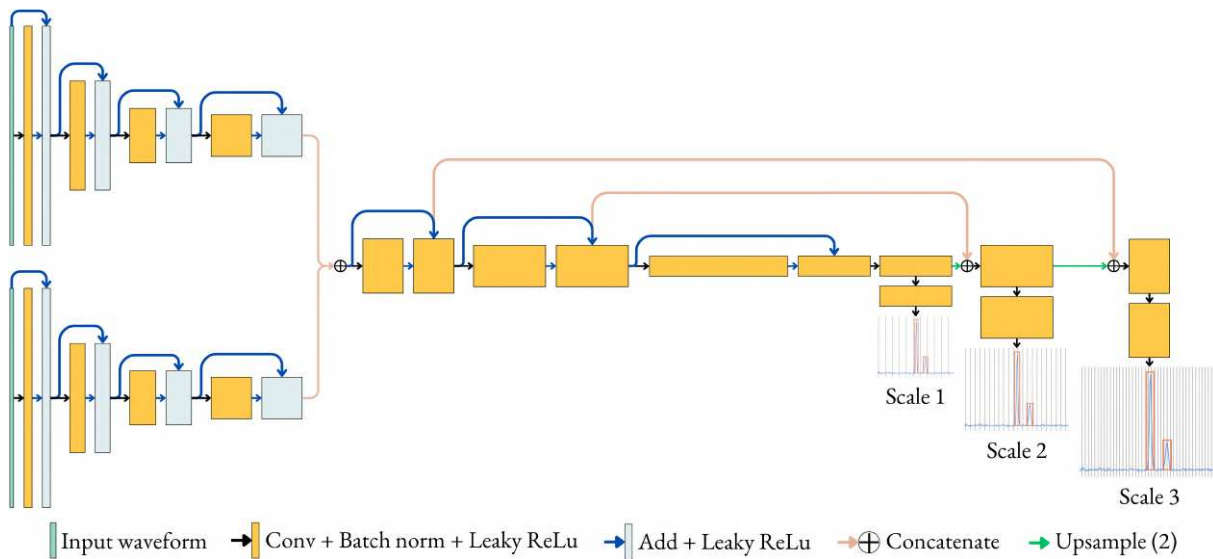 Scale 1
Scale 2
Scale 3
Input waveform
Conv + Batch norm + Leaky ReLu
Add + Leaky ReLu
Concatenate
Upsample (2)